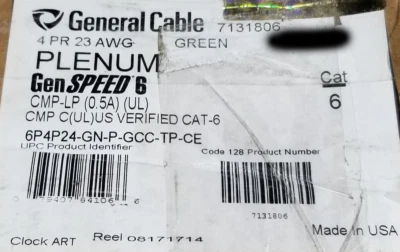 General Cable 7131806
4 PR 23 AWG GREEN
PLENUM
GenSPEED 6 Cat
CMP-LP (0.5A) (UL) 6
CMP C(UL)US VERIFIED CAT-6
6P4P24-GN-P-GCC-TP-CE
UPC Product Identifier Code 128 Product Number
7131806
Clock ART Reel 08171714 Made In USA